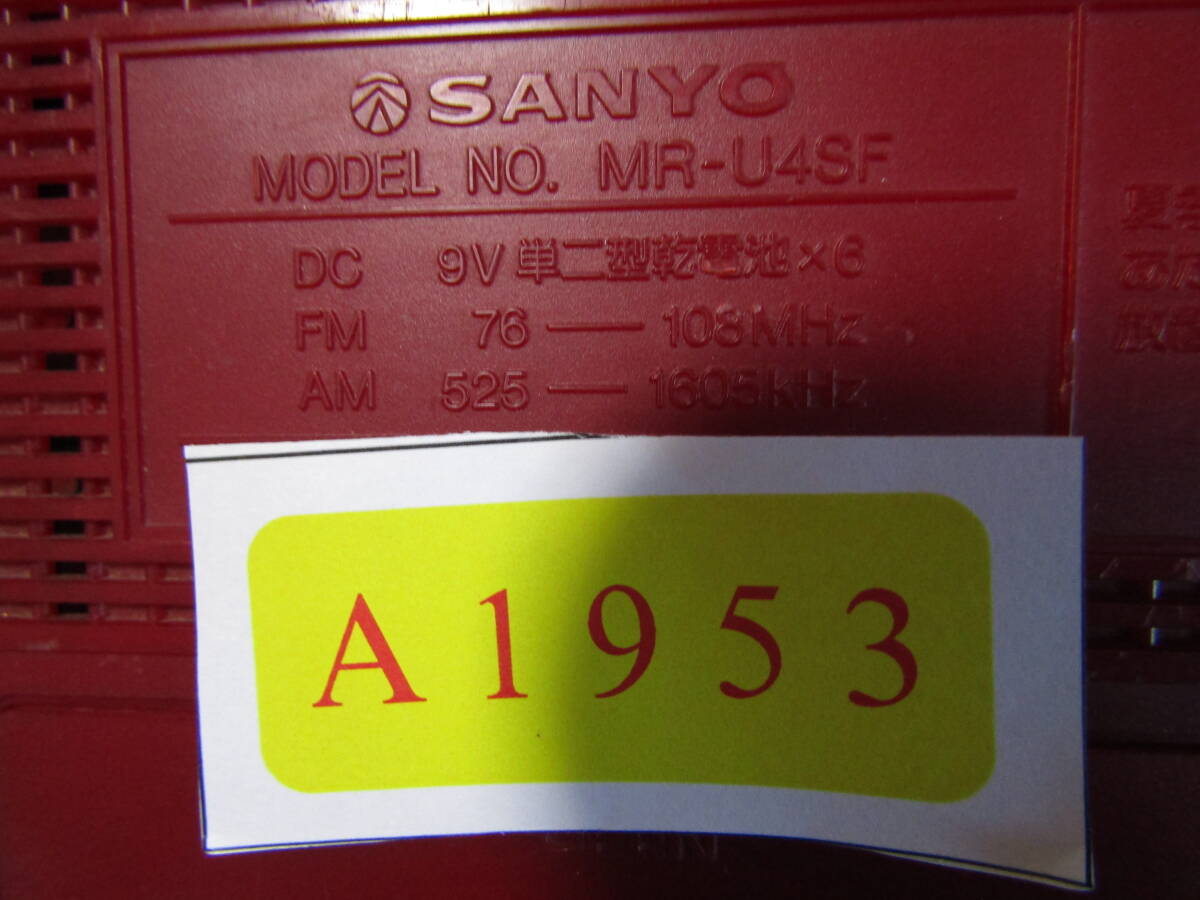 SANYO
MODEL NO. MR-U4SF
DC 9V 単二型乾電池×6
FM 76 — 108MHz
AM 525 — 1605kHz
A1953